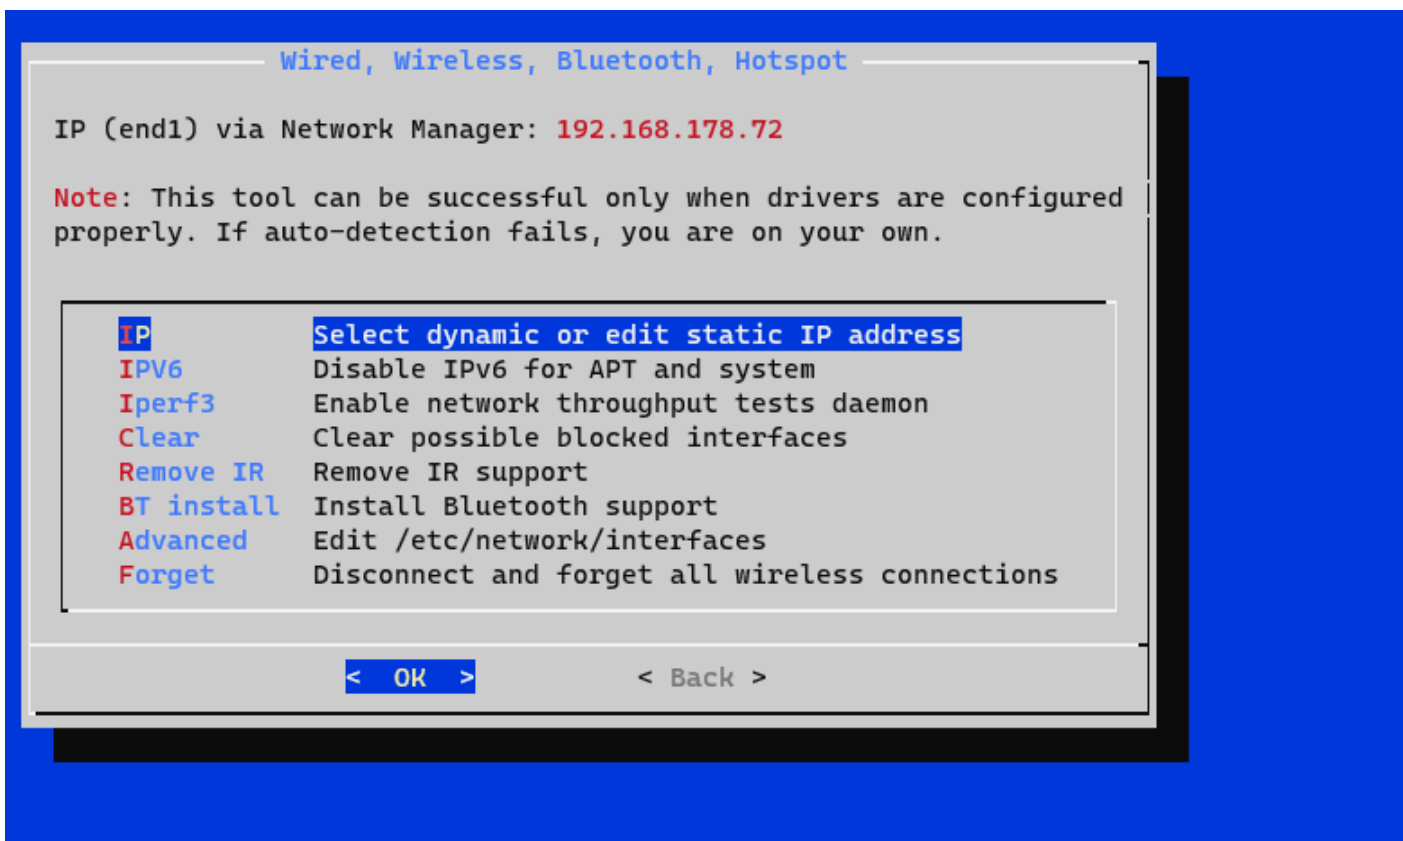 Wired, Wireless, Bluetooth, Hotspot
IP (end1) via Network Manager: 192.168.178.72
Note: This tool can be successful only when drivers are configured
properly. If auto-detection fails, you are on your own.
IP Select dynamic or edit static IP address
IPV6 Disable IPv6 for APT and system
Iperf3 Enable network throughput tests daemon
Clear Clear possible blocked interfaces
Remove IR Remove IR support
BT install Install Bluetooth support
Advanced Edit /etc/network/interfaces
Forget Disconnect and forget all wireless connections
< OK > < Back >